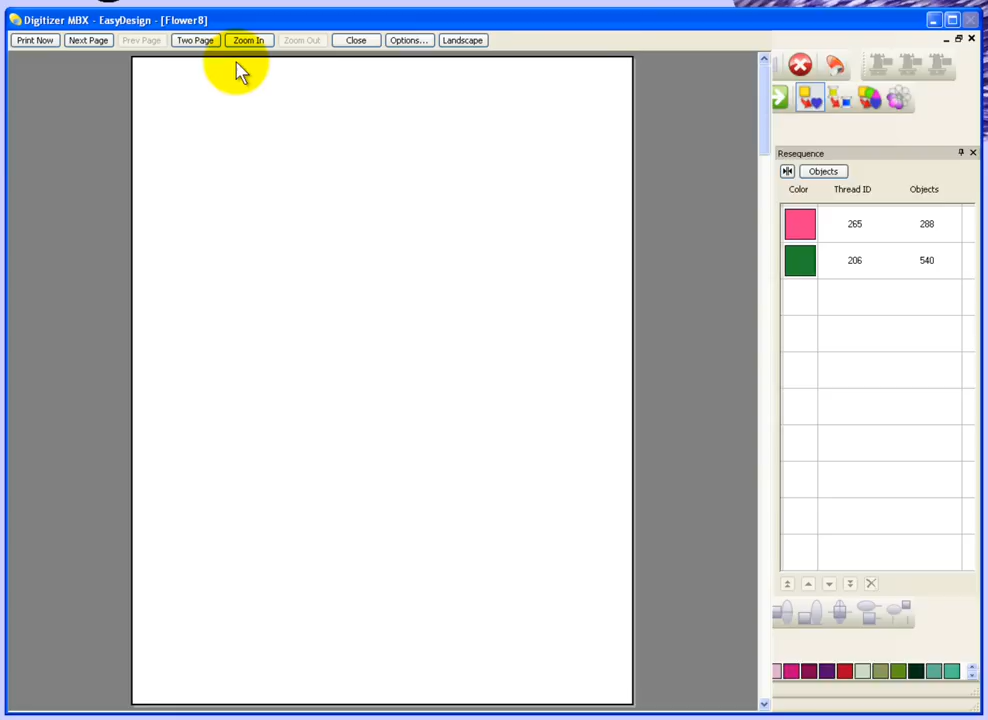 Digitizer MBX - EasyDesign - [Flower8]
Print Now Next Page Prev Page Two Page Zoom In Zoom Out Close Options... Landscape
Resequence
Objects
Color Thread ID Objects
265 288
206 540